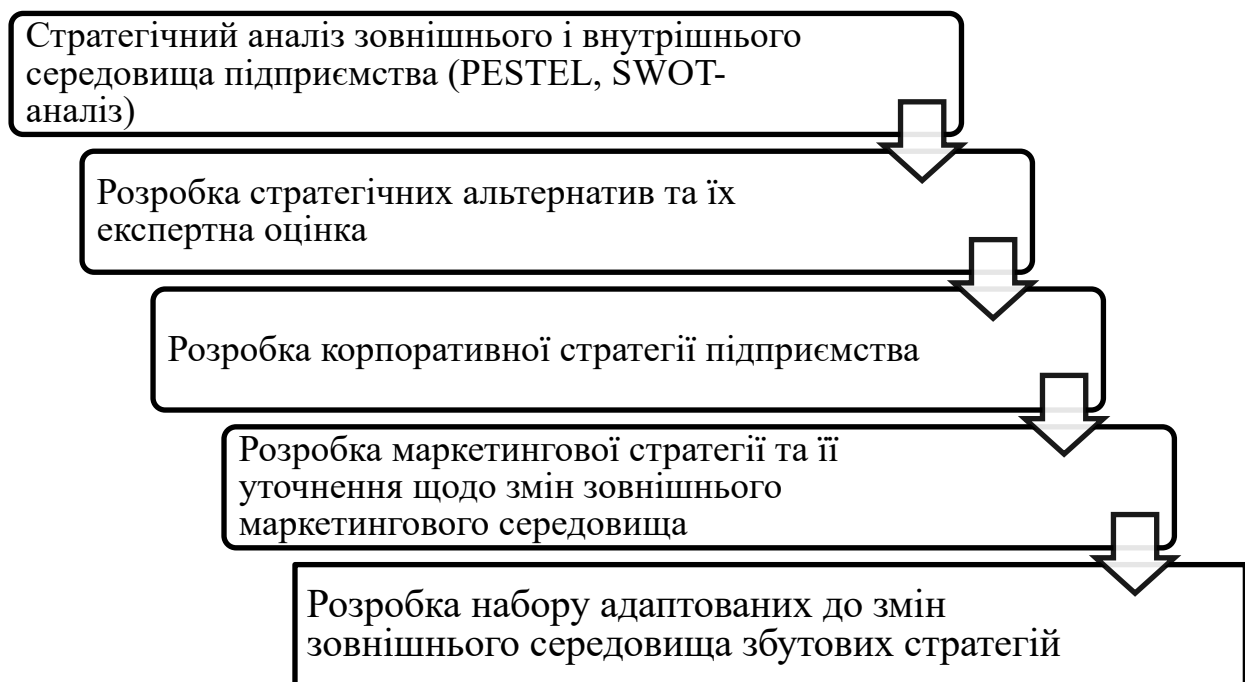 Стратегічний аналіз зовнішнього і внутрішнього
середовища підприємства (PESTEL, SWOT-
аналіз)
Розробка стратегічних альтернатив та їх
експертна оцінка
Розробка корпоративної стратегії підприємства
Розробка маркетингової стратегії та її
уточнення щодо змін зовнішнього
маркетингового середовища
Розробка набору адаптованих до змін
зовнішнього середовища збутових стратегій